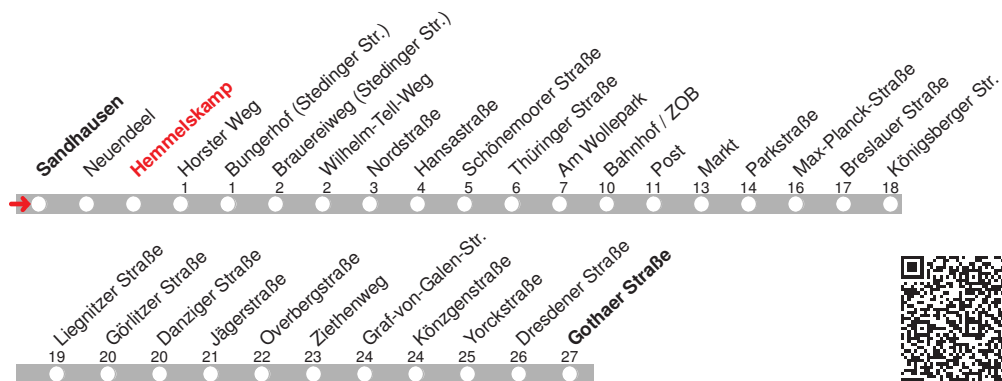 Sandhausen
Neuendeel
Hemmelskamp
Horster Weg
Bungerhof (Stedinger Str.)
Brauereiweg (Stedinger Str.)
Wilhelm-Tell-Weg
Nordstraße
Hansastraße
Schönemoorer Straße
Thüringer Straße
Am Wollepark
Bahnhof / ZOB
Post
Markt
Parkstraße
Max-Planck-Straße
Breslauer Straße
Königsberger Str.
1 1 2 2 3 4 5 6 7 10 11 13 14 16 17 18
Liegnitzer Straße
Görlitzer Straße
Danziger Straße
Jägerstraße
Overbergstraße
Ziethenweg
Graf-von-Galen-Str.
Könzgenstraße
Yorckstraße
Dresdener Straße
Gothaer Straße
19 20 20 21 22 23 24 24 25 26 27